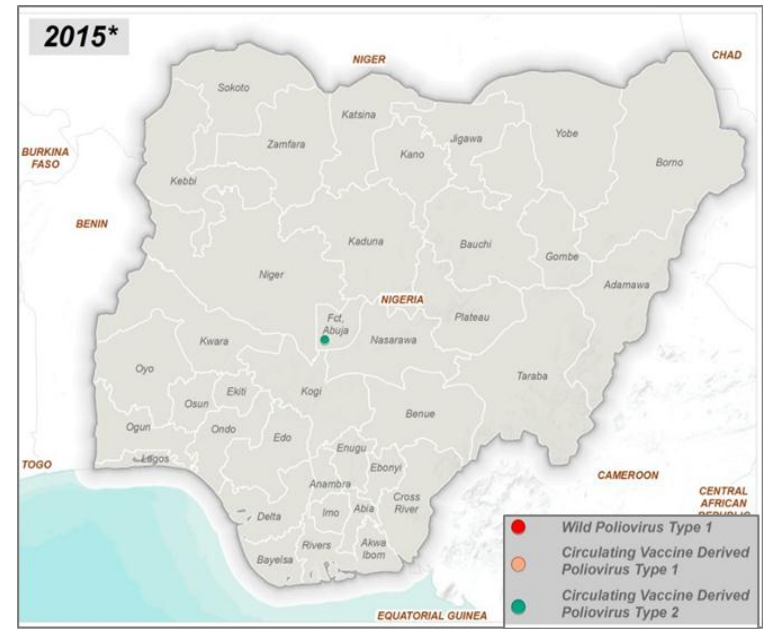 2015*
NIGER
CHAD
Sokoto
Katsina
Jigawa
Yobe
Zamfara
Kano
Borno
BURKINA
FASO
Kebbi
BENIN
Kaduna
Bauchi
Gombe
Niger
Adamawa
NIGERIA
Fct,
Abuja
Plateau
Kwara
Nasarawa
Oyo
Taraba
Ekiti
Kogi
Osun
Benue
Ogun
Ondo
Edo
Enugu
Lagos
TOGO
Ebonyi
CAMEROON
Anambra
CENTRAL
AFRICAN
Cross
River
Delta
Imo
Abia
Rivers
Akwa
Ibom
Bayelsa
Wild Poliovirus Type 1
Circulating Vaccine Derived
Poliovirus Type 1
Circulating Vaccine Derived
Poliovirus Type 2
EQUATORIAL GUINEA